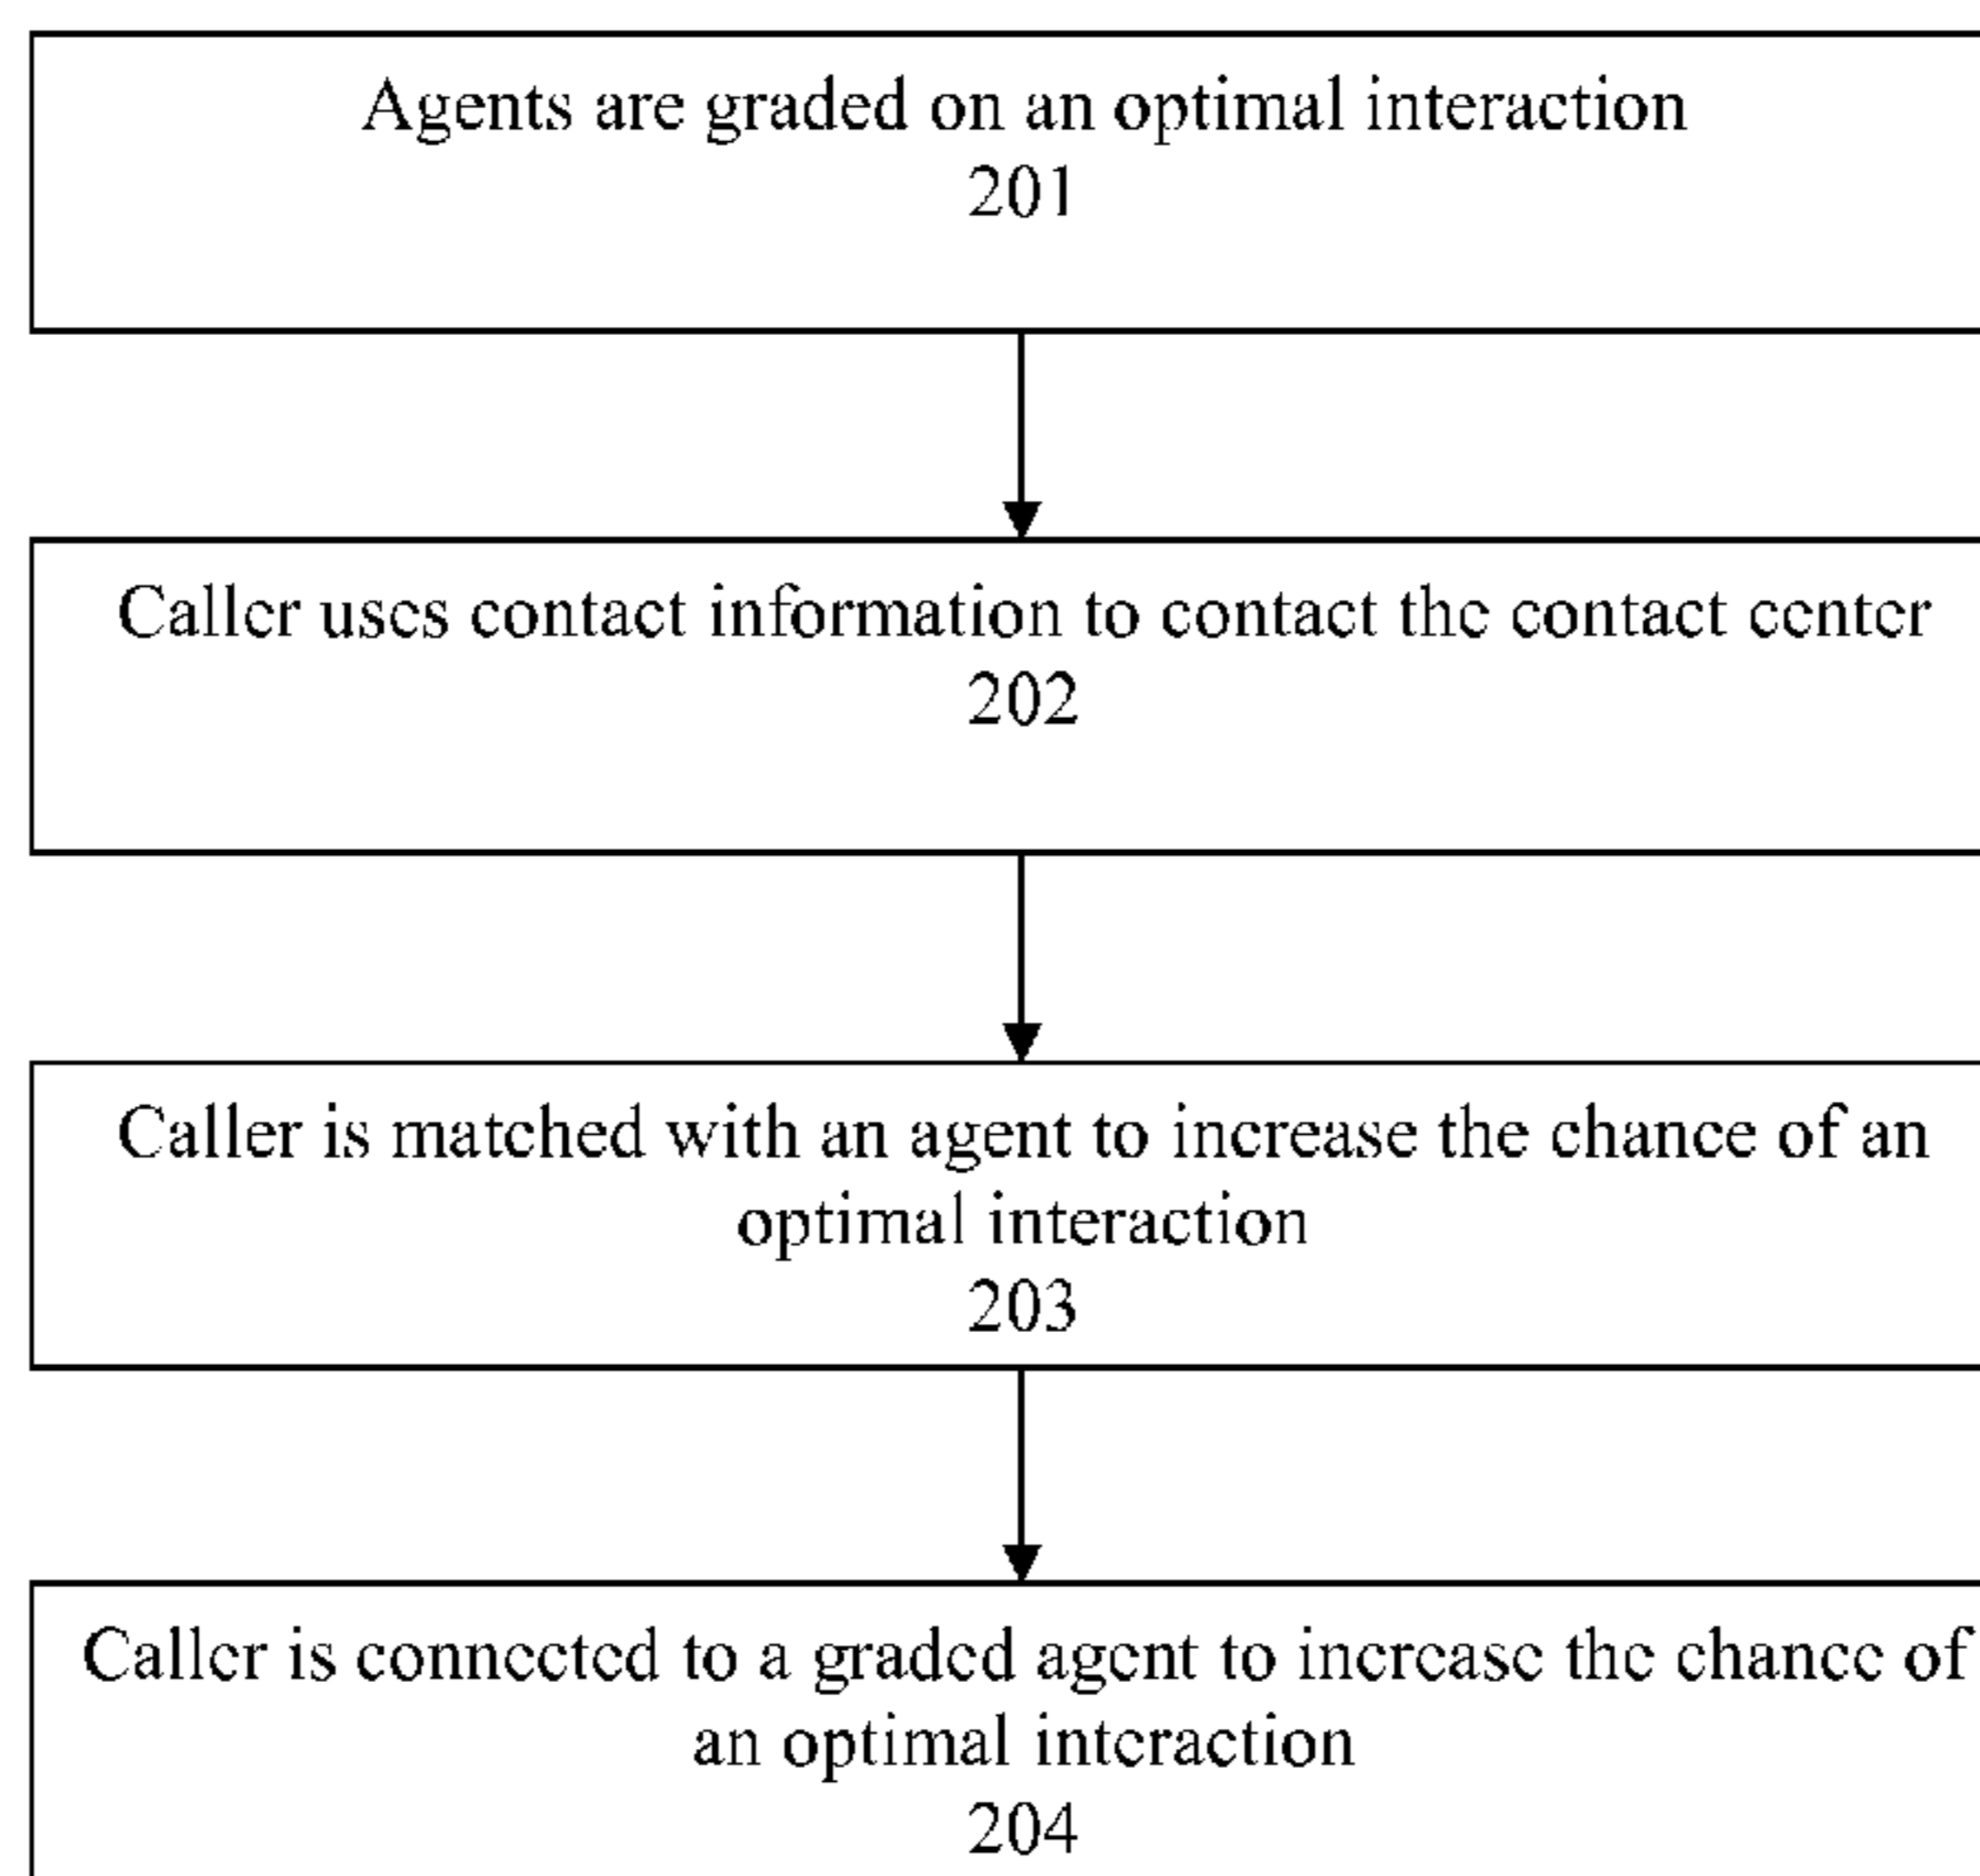 Agents are graded on an optimal interaction
201
Caller uses contact information to contact the contact center
202
Caller is matched with an agent to increase the chance of an
optimal interaction
203
Caller is connected to a graded agent to increase the chance of
an optimal interaction
204